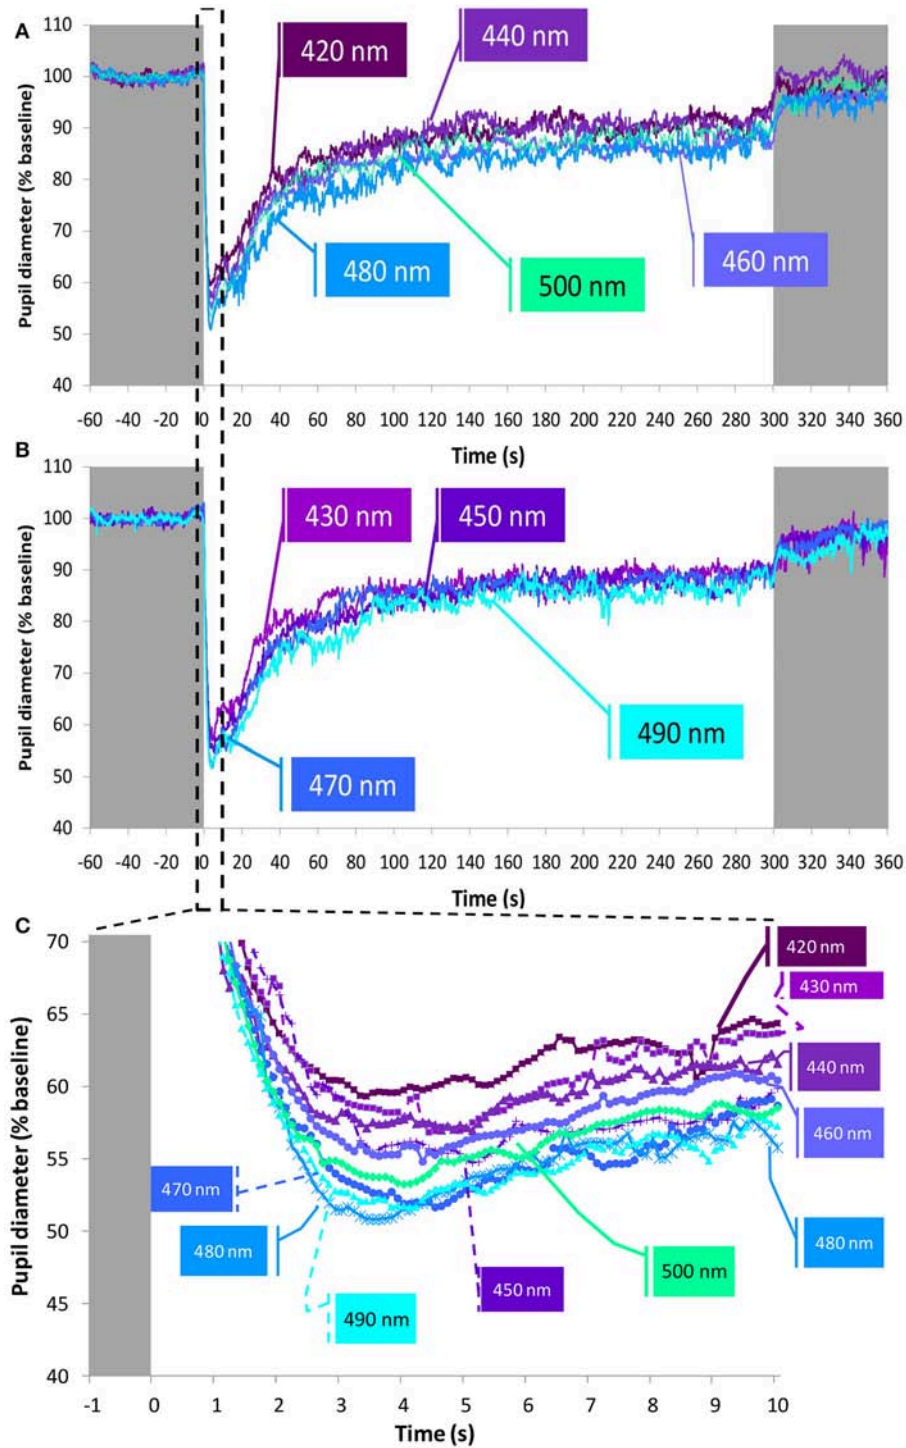 A
Pupil diameter (% baseline)
110
100
90
80
70
60
50
40
420 nm
440 nm
480 nm
500 nm
460 nm
-60 -40 -20 0 20 40 60 80 100 120 140 160 180 200 220 240 260 280 300 320 340 360
Time (s)
B
Pupil diameter (% baseline)
110
100
90
80
70
60
50
40
430 nm
450 nm
490 nm
470 nm
-60 -40 -20 0 20 40 60 80 100 120 140 160 180 200 220 240 260 280 300 320 340 360
Time (s)
C
Pupil diameter (% baseline)
70
65
60
55
50
45
40
420 nm
430 nm
440 nm
460 nm
470 nm
480 nm
480 nm
500 nm
450 nm
490 nm
-1 0 1 2 3 4 5 6 7 8 9 10
Time (s)